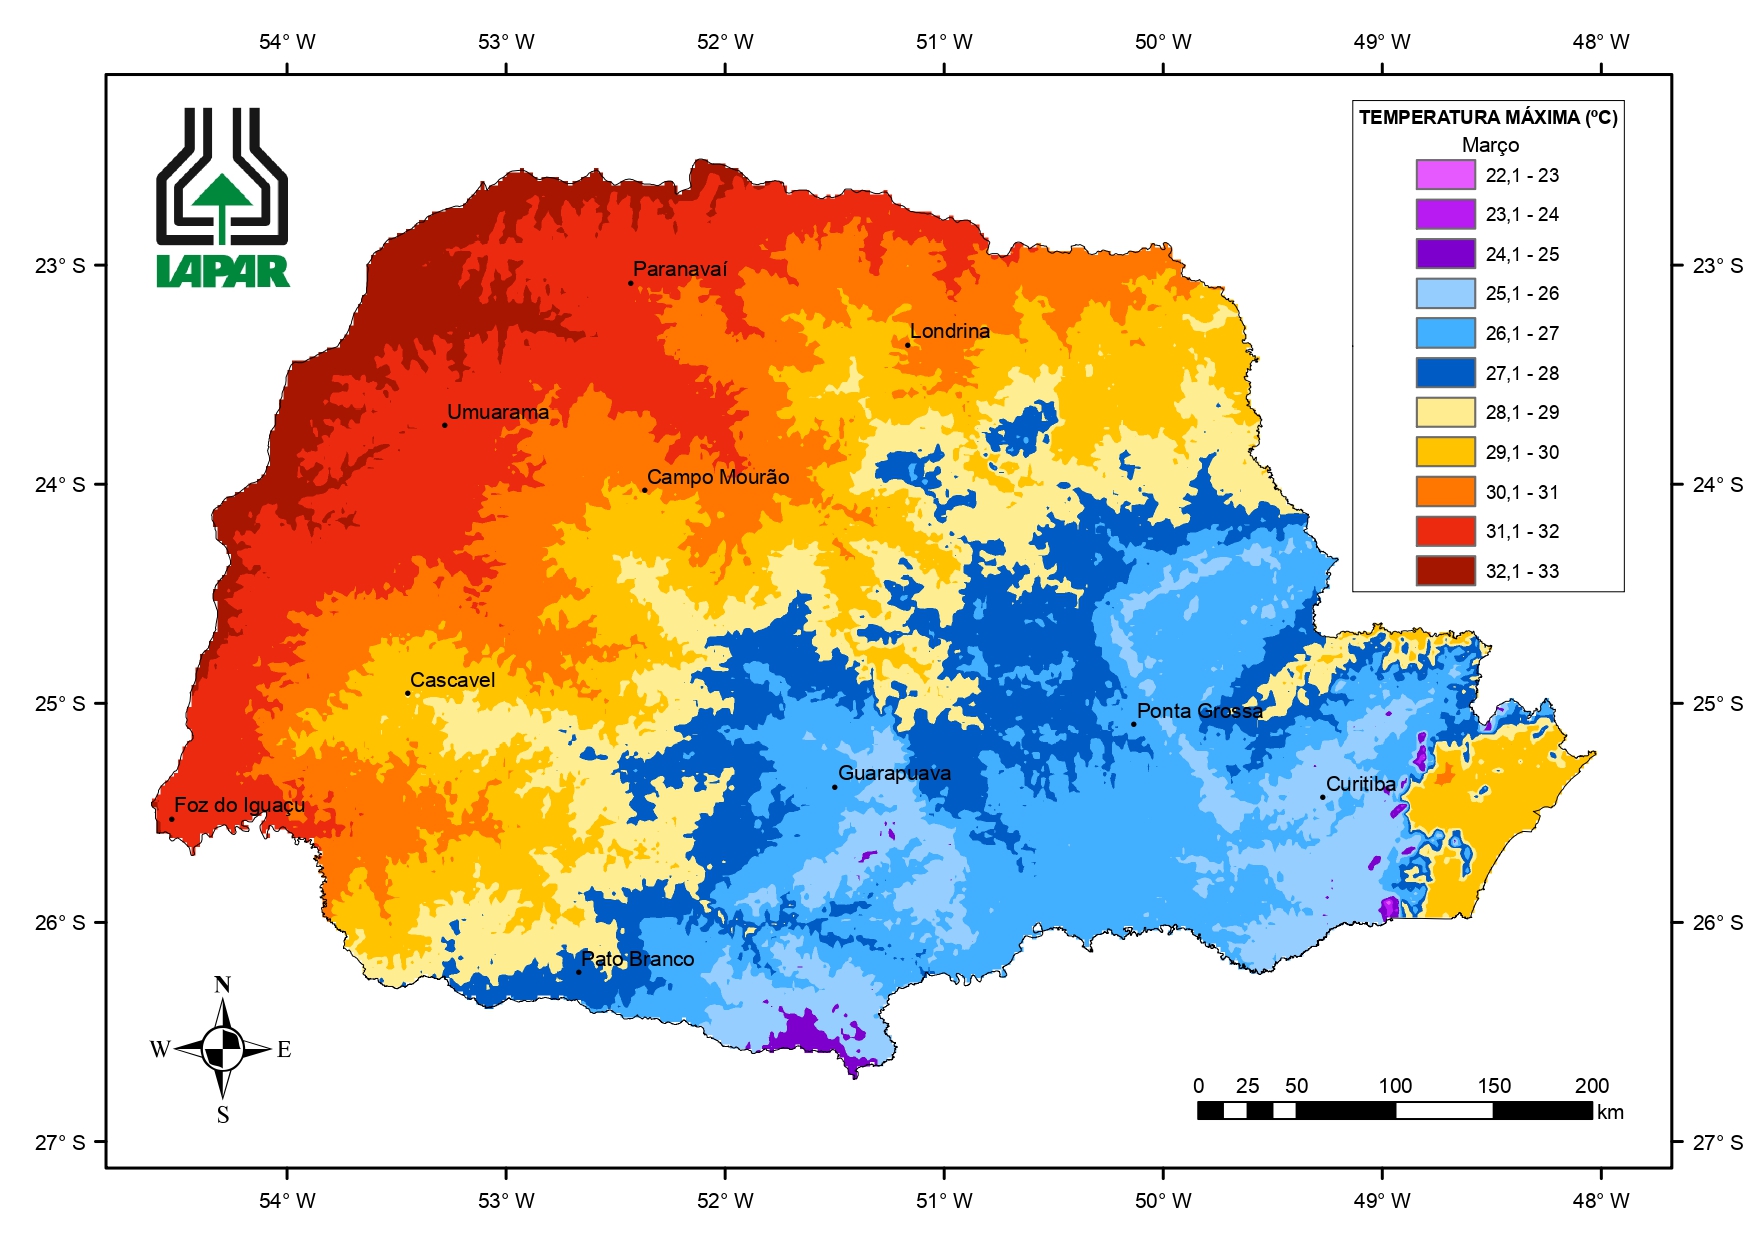 54° W 53° W 52° W 51° W 50° W 49° W 48° W
IAPAR
TEMPERATURA MÁXIMA (ºC)
Março
22,1 - 23
23,1 - 24
24,1 - 25
25,1 - 26
26,1 - 27
27,1 - 28
28,1 - 29
29,1 - 30
30,1 - 31
31,1 - 32
32,1 - 33
23° S 23° S
Paranavaí
Londrina
Umuarama
Campo Mourão
24° S 24° S
Cascavel
25° S 25° S
Ponta Grossa
Guarapuava
Curitiba
Foz do Iguaçu
26° S 26° S
Pato Branco
N
W E
S
0 25 50 100 150 200
km
27° S 27° S
54° W 53° W 52° W 51° W 50° W 49° W 48° W